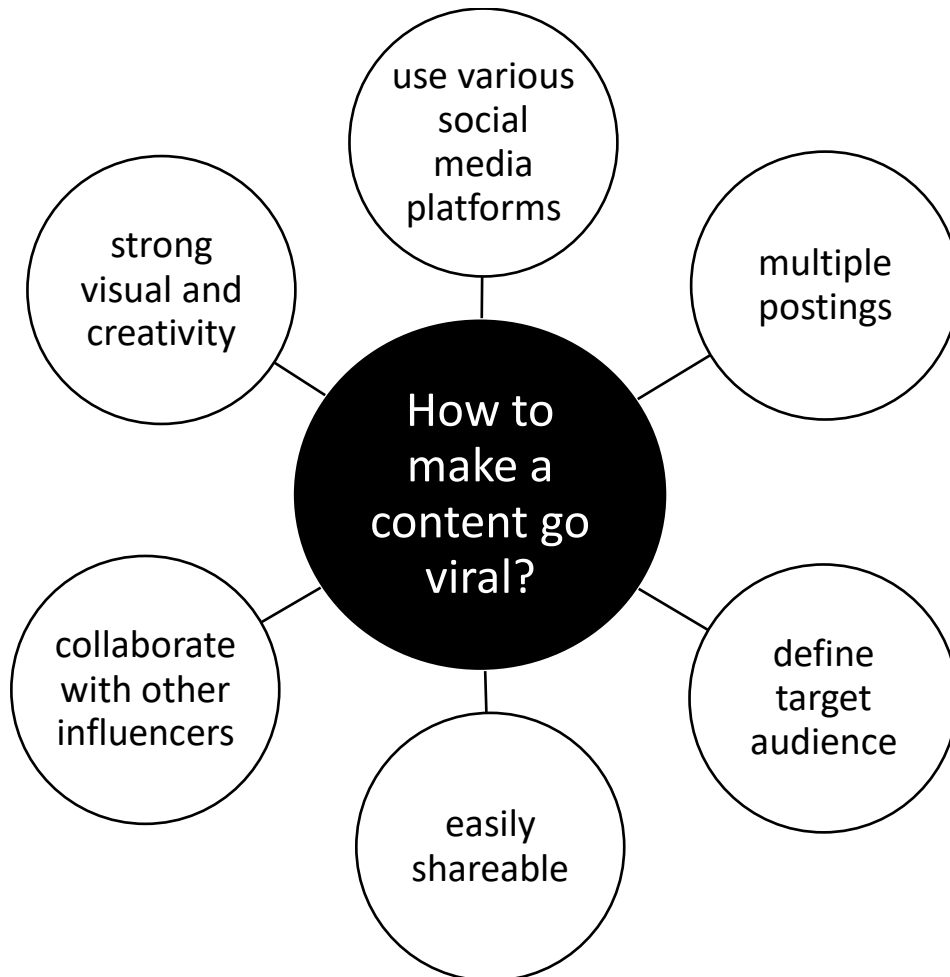 use various
social
media
platforms
multiple
postings
define
target
audience
easily
shareable
collaborate
with other
influencers
strong
visual and
creativity
How to
make a
content go
viral?